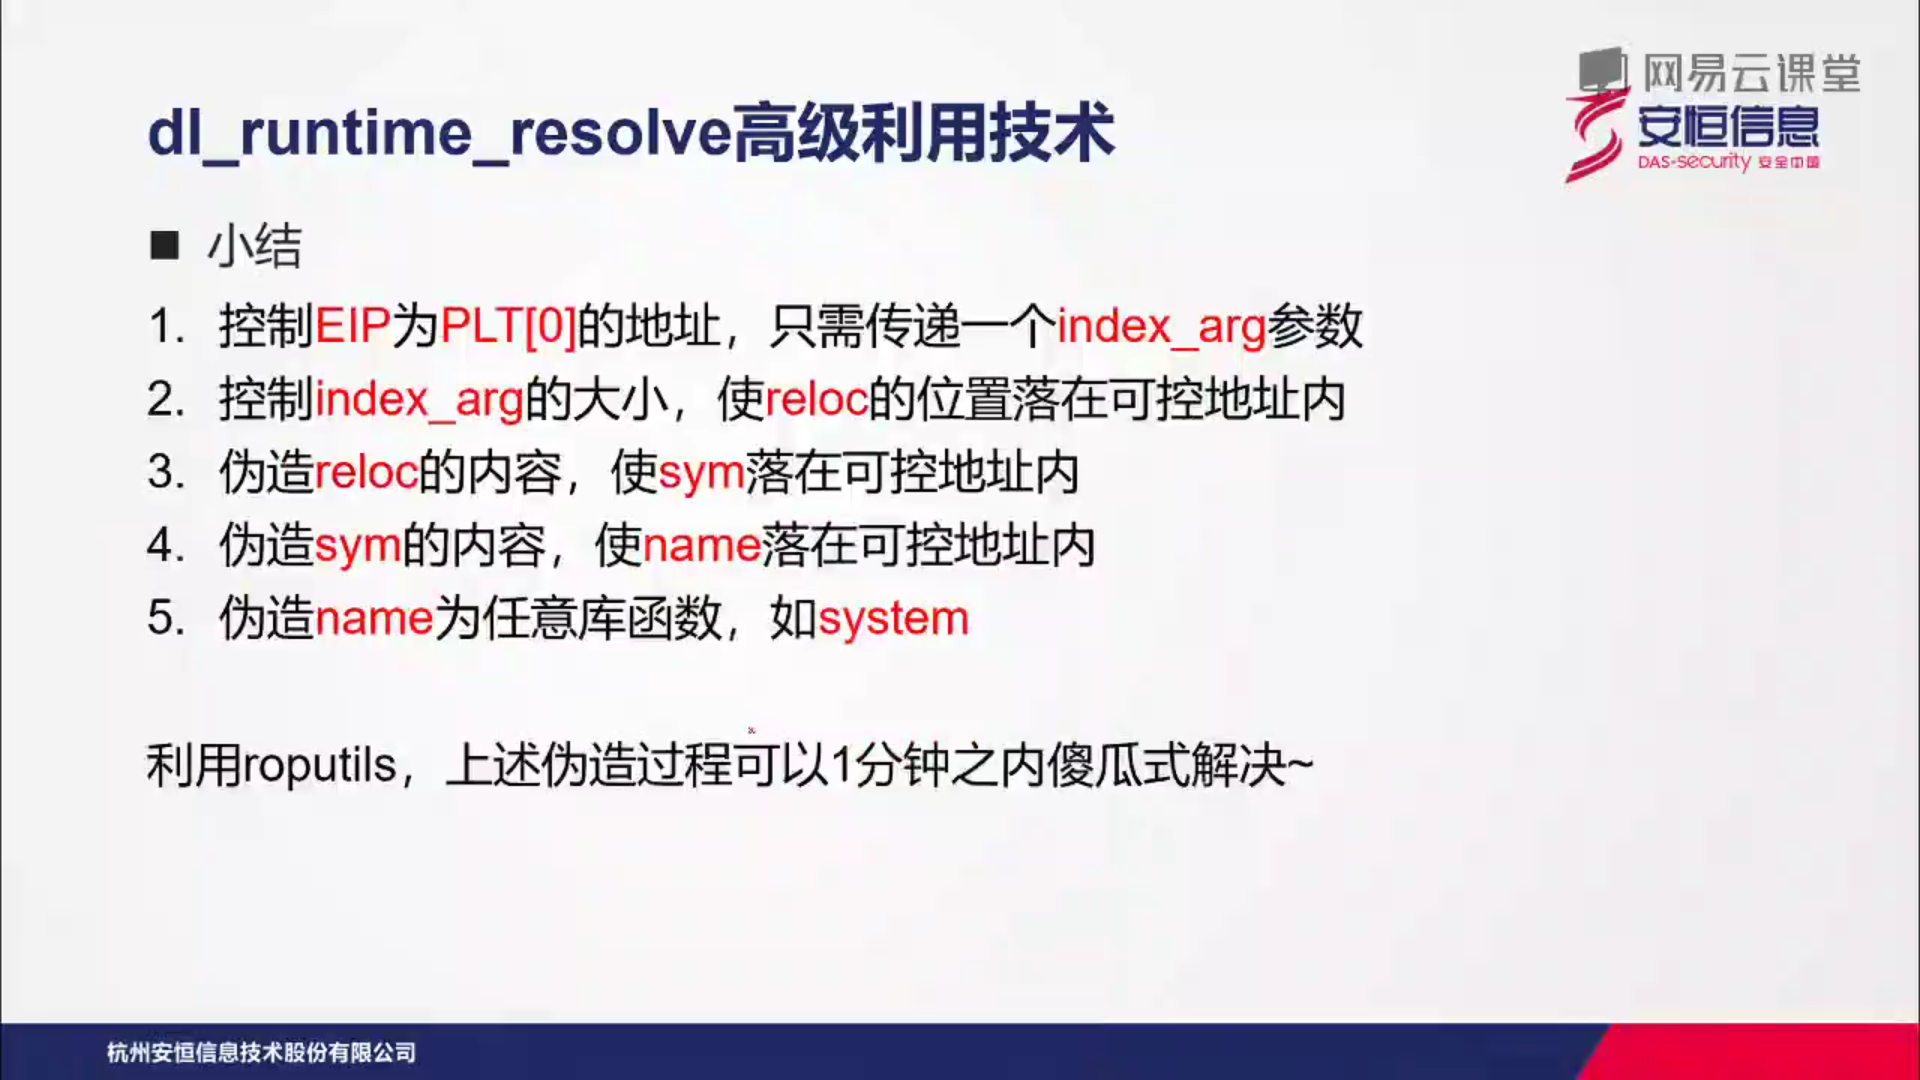 网易云课堂
安恒信息
DAS-security 安全中国
dl_runtime_resolve高级利用技术
■ 小结
1. 控制EIP为PLT[0]的地址，只需传递一个index_arg参数
2. 控制index_arg的大小，使reloc的位置落在可控地址内
3. 伪造reloc的内容，使sym落在可控地址内
4. 伪造sym的内容，使name落在可控地址内
5. 伪造name为任意库函数，如system
利用roputils，上述伪造过程可以1分钟之内傻瓜式解决~
杭州安恒信息技术股份有限公司